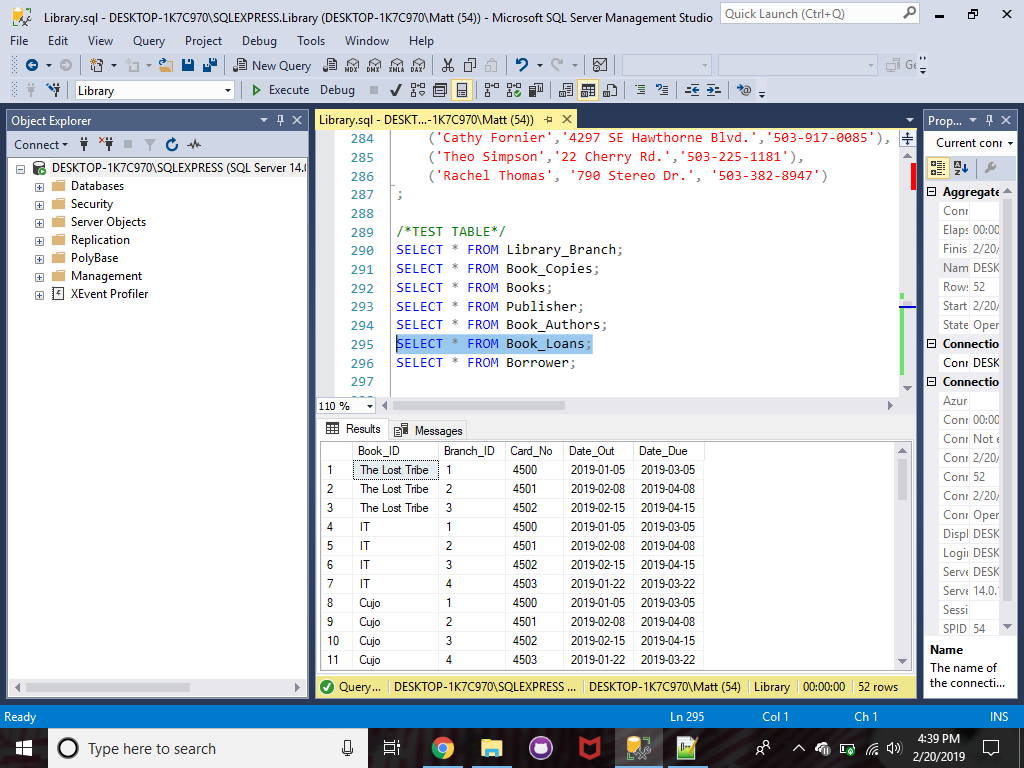 Library.sql - DESKTOP-1K7C970\SQLEXPRESS.Library (DESKTOP-1K7C970\Matt (54)) - Microsoft SQL Server Management Studio
Quick Launch (Ctrl+Q)
File Edit View Query Project Debug Tools Window Help
New Query MDX DMX XMLA DAX
Library Execute Debug
Object Explorer
Connect
DESKTOP-1K7C970\SQLEXPRESS (SQL Server 14.0
Databases
Security
Server Objects
Replication
PolyBase
Management
XEvent Profiler
Library.sql - DESKT...-1K7C970\Matt (54))
284 ('Cathy Fornier','4297 SE Hawthorne Blvd.','503-917-0085'),
285 ('Theo Simpson','22 Cherry Rd.','503-225-1181'),
286 ('Rachel Thomas', '790 Stereo Dr.', '503-382-8947')
287 ;
288
289 /*TEST TABLE*/
290 SELECT * FROM Library_Branch;
291 SELECT * FROM Book_Copies;
292 SELECT * FROM Books;
293 SELECT * FROM Publisher;
294 SELECT * FROM Book_Authors;
295 SELECT * FROM Book_Loans;
296 SELECT * FROM Borrower;
297
110 %
Results Messages
Book_ID Branch_ID Card_No Date_Out Date_Due
1 The Lost Tribe 1 4500 2019-01-05 2019-03-05
2 The Lost Tribe 2 4501 2019-02-08 2019-04-08
3 The Lost Tribe 3 4502 2019-02-15 2019-04-15
4 IT 1 4500 2019-01-05 2019-03-05
5 IT 2 4501 2019-02-08 2019-04-08
6 IT 3 4502 2019-02-15 2019-04-15
7 IT 4 4503 2019-01-22 2019-03-22
8 Cujo 1 4500 2019-01-05 2019-03-05
9 Cujo 2 4501 2019-02-08 2019-04-08
10 Cujo 3 4502 2019-02-15 2019-04-15
11 Cujo 4 4503 2019-01-22 2019-03-22
Query... DESKTOP-1K7C970\SQLEXPRESS ... DESKTOP-1K7C970\Matt (54) Library 00:00:00 52 rows
Prop...
Current conn
Aggregate
Conn
Elaps 00:00
Finis 2/20/
Nam DESK
Rows 52
Start 2/20/
State Oper
Connectio
Conn DESK
Connectio
Azur
Conn 00:00
Conn Not e
Conn 2/20/
Conn 52
Conn 2/20/
Conn Oper
Displ DESK
Logi DESK
Serve DESK
Serve 14.0.
Sessi
SPID 54
Name
The name of
the connecti...
Ready Ln 295 Col 1 Ch 1 INS
Type here to search
4:39 PM
2/20/2019